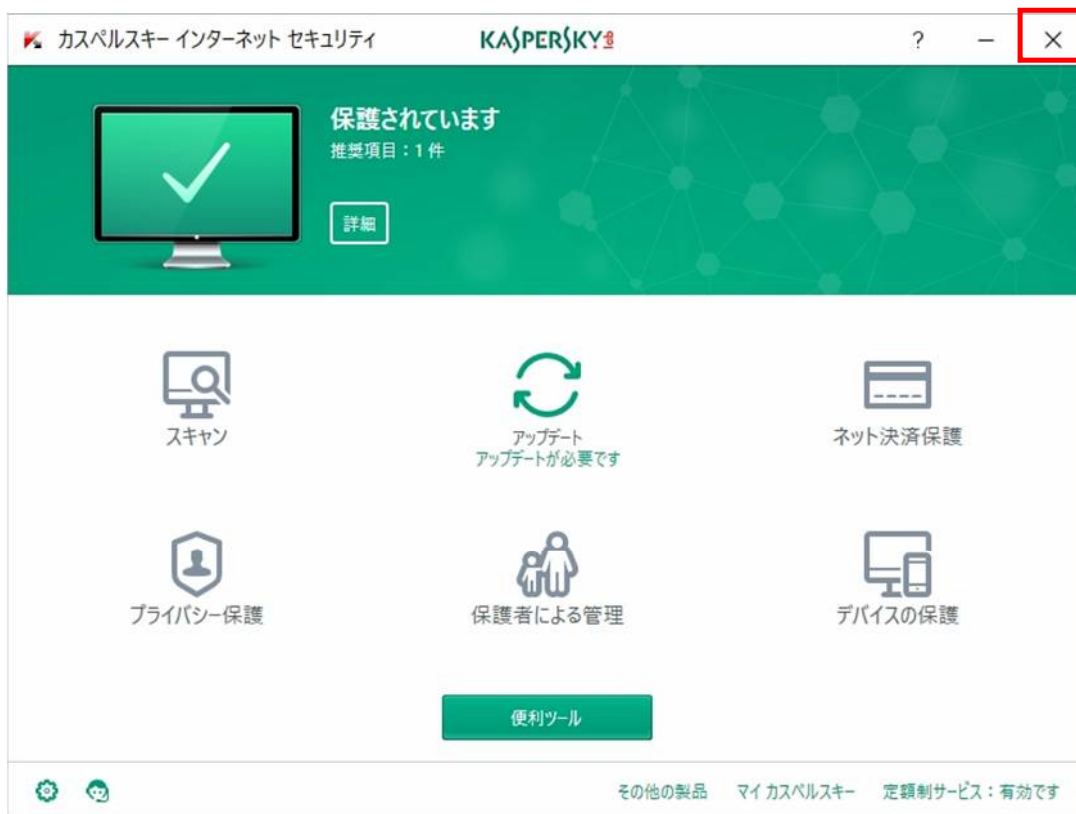 カスペルスキー インターネット セキュリティ
KASPERSKY
?
保護されています
推奨項目：1 件
詳細
スキャン
アップデート
アップデートが必要です
ネット決済保護
プライバシー保護
保護者による管理
デバイスの保護
便利ツール
その他の製品 マイ カスペルスキー 定額制サービス：有効です